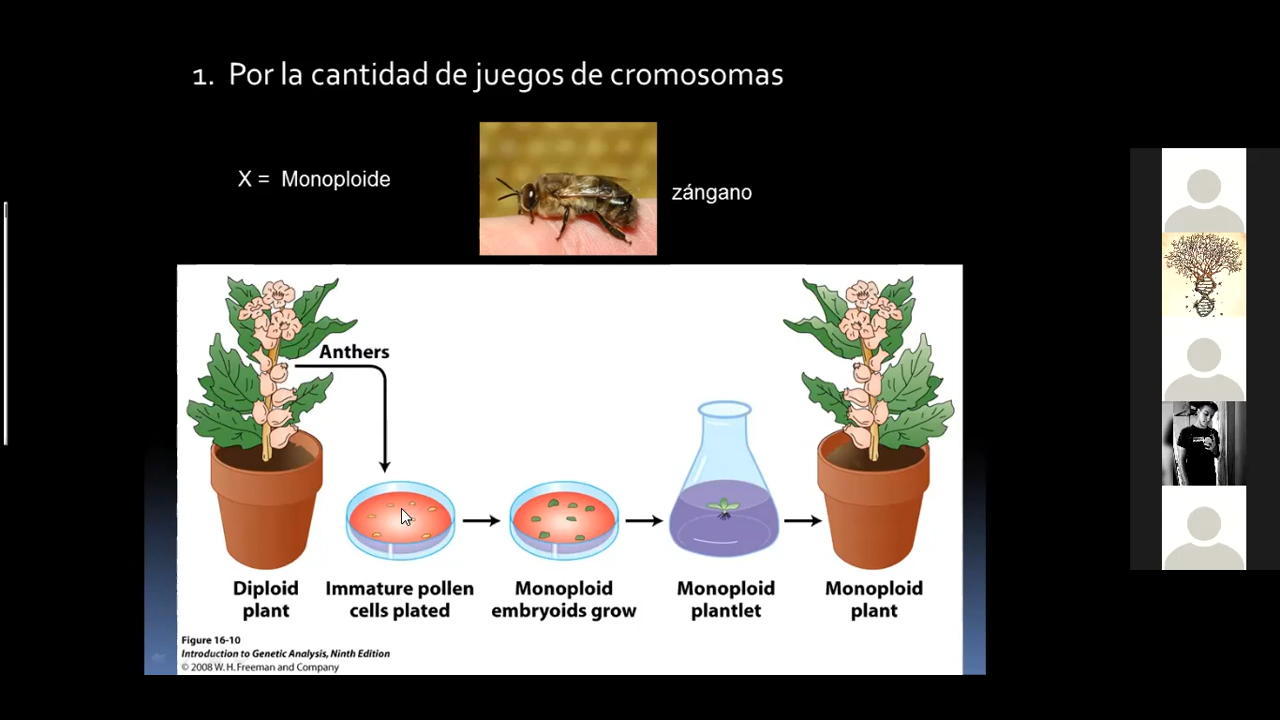 1. Por la cantidad de juegos de cromosomas
X = Monoploide
zángano
Anthers
Diploid
plant
Immature pollen
cells plated
Monoploid
embryoids grow
Monoploid
plantlet
Monoploid
plant
Figure 16-10
Introduction to Genetic Analysis, Ninth Edition
© 2008 W. H. Freeman and Company